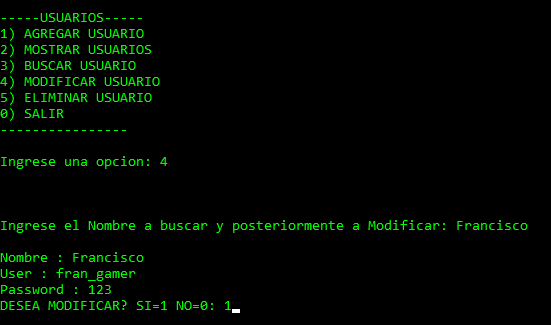 -----USUARIOS-----
1) AGREGAR USUARIO
2) MOSTRAR USUARIOS
3) BUSCAR USUARIO
4) MODIFICAR USUARIO
5) ELIMINAR USUARIO
0) SALIR
----------------
Ingrese una opcion: 4
Ingrese el Nombre a buscar y posteriormente a Modificar: Francisco
Nombre : Francisco
User : fran_gamer
Password : 123
DESEA MODIFICAR? SI=1 NO=0: 1